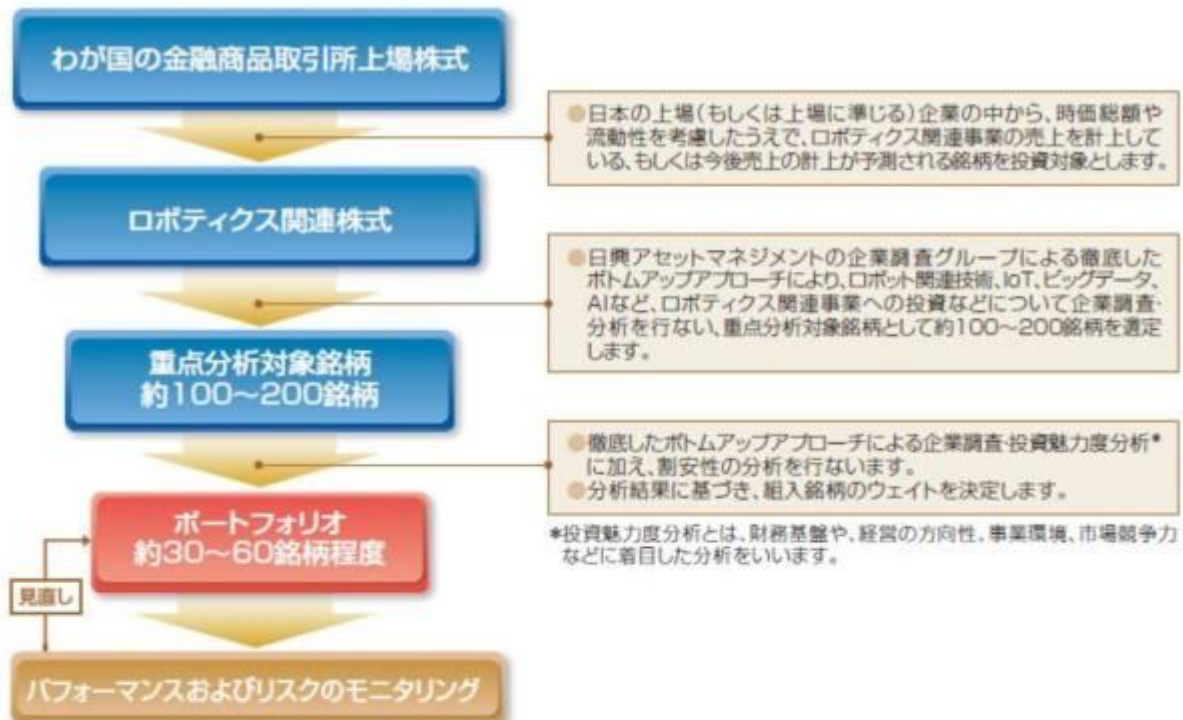 わが国の金融商品取引所上場株式
●日本の上場(もしくは上場に準じる)企業の中から、時価総額や
流動性を考慮したうえで、ロボティクス関連事業の売上を計上して
いる、もしくは今後売上の計上が予測される銘柄を投資対象とします。
ロボティクス関連株式
●日興アセットマネジメントの企業調査グループによる徹底した
ボトムアップアプローチにより、ロボット関連技術、IoT、ビッグデータ、
AIなど、ロボティクス関連事業への投資などについて企業調査・
分析を行ない、重点分析対象銘柄として約100～200銘柄を選定
します。
重点分析対象銘柄
約100～200銘柄
●徹底したボトムアップアプローチによる企業調査・投資魅力度分析*
に加え、割安性の分析を行ないます。
●分析結果に基づき、組入銘柄のウェイトを決定します。
*投資魅力度分析とは、財務基盤や、経営の方向性、事業環境、市場競争力
などに着目した分析をいいます。
ポートフォリオ
約30～60銘柄程度
見直し
パフォーマンスおよびリスクのモニタリング